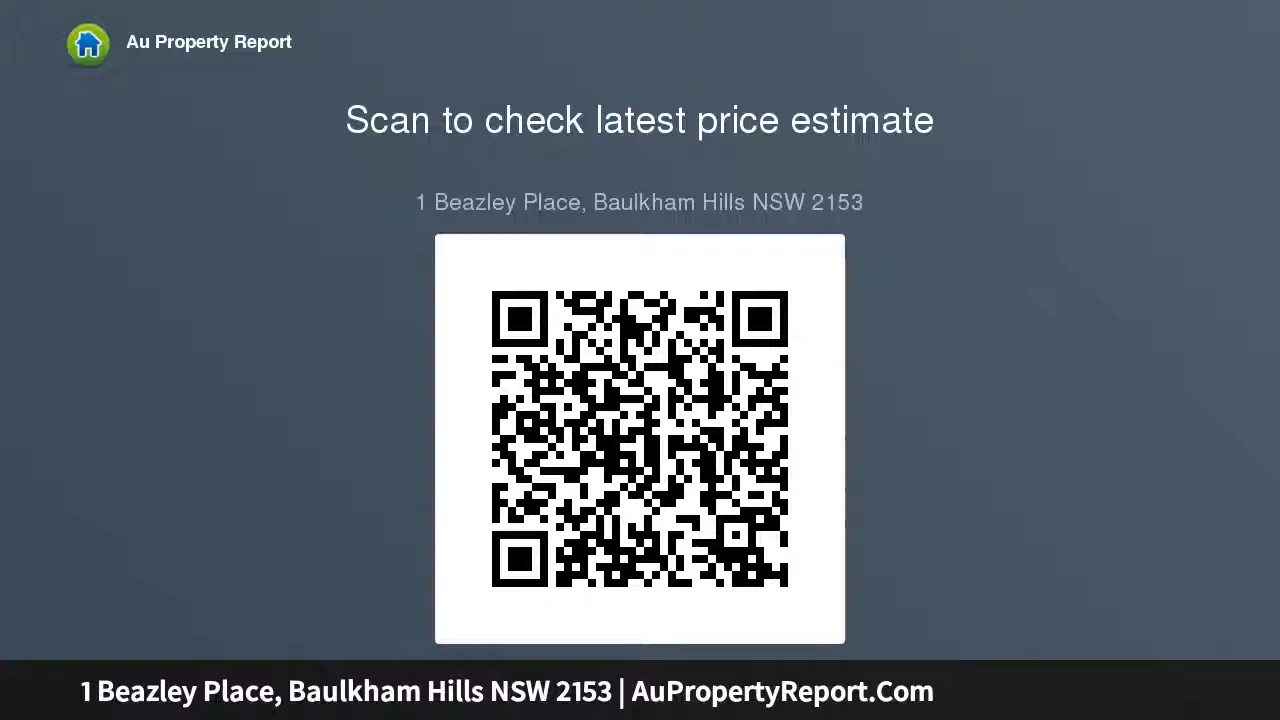 Au Property Report
Scan to check latest price estimate
1 Beazley Place, Baulkham Hills NSW 2153
1 Beazley Place, Baulkham Hills NSW 2153 | AuPropertyReport.Com